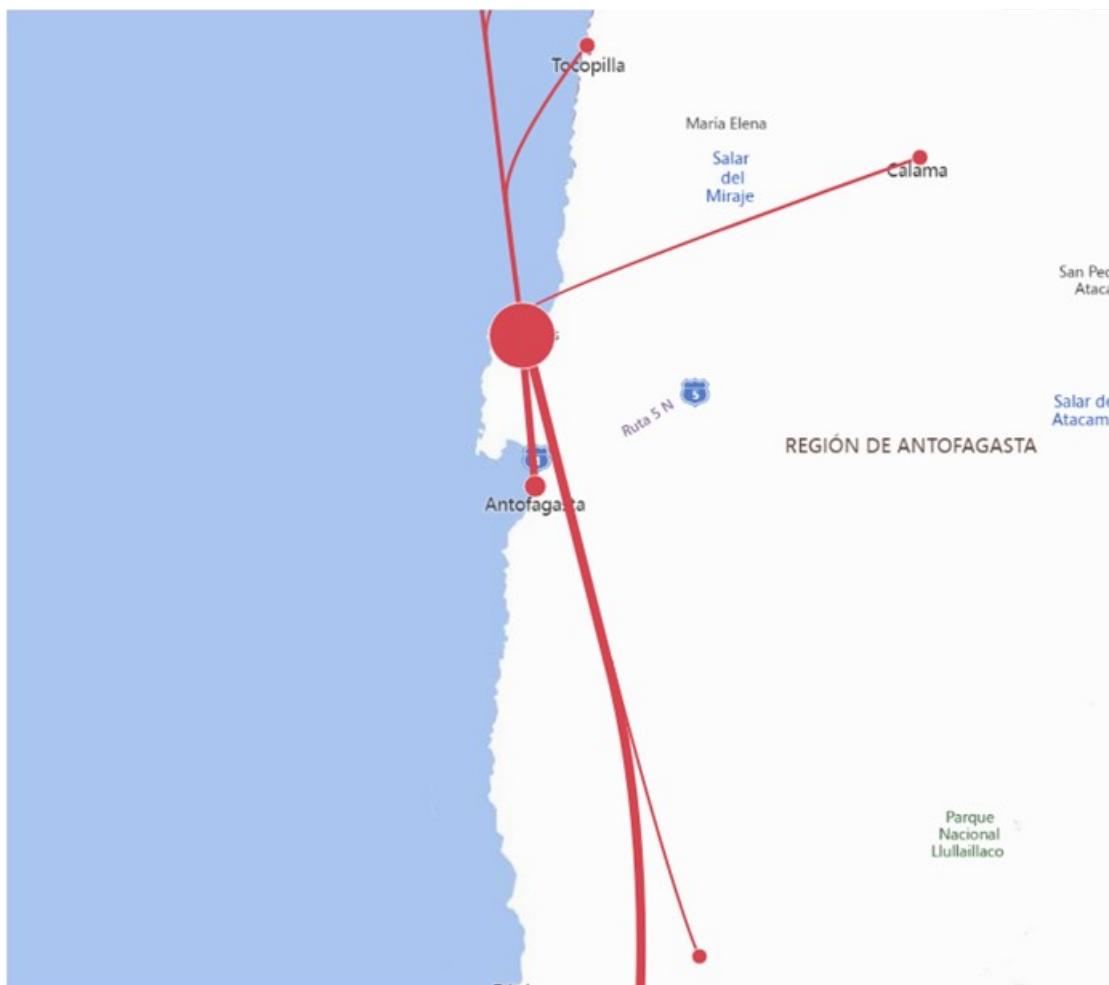 Tocopilla
María Elena
Salar
del
Miraje
Calama
San Pec
Ataca
5
Ruta 5 N
Salar de
Atacam
REGIÓN DE ANTOFAGASTA
1
Antofagasta
Parque
Nacional
Llullaillaco